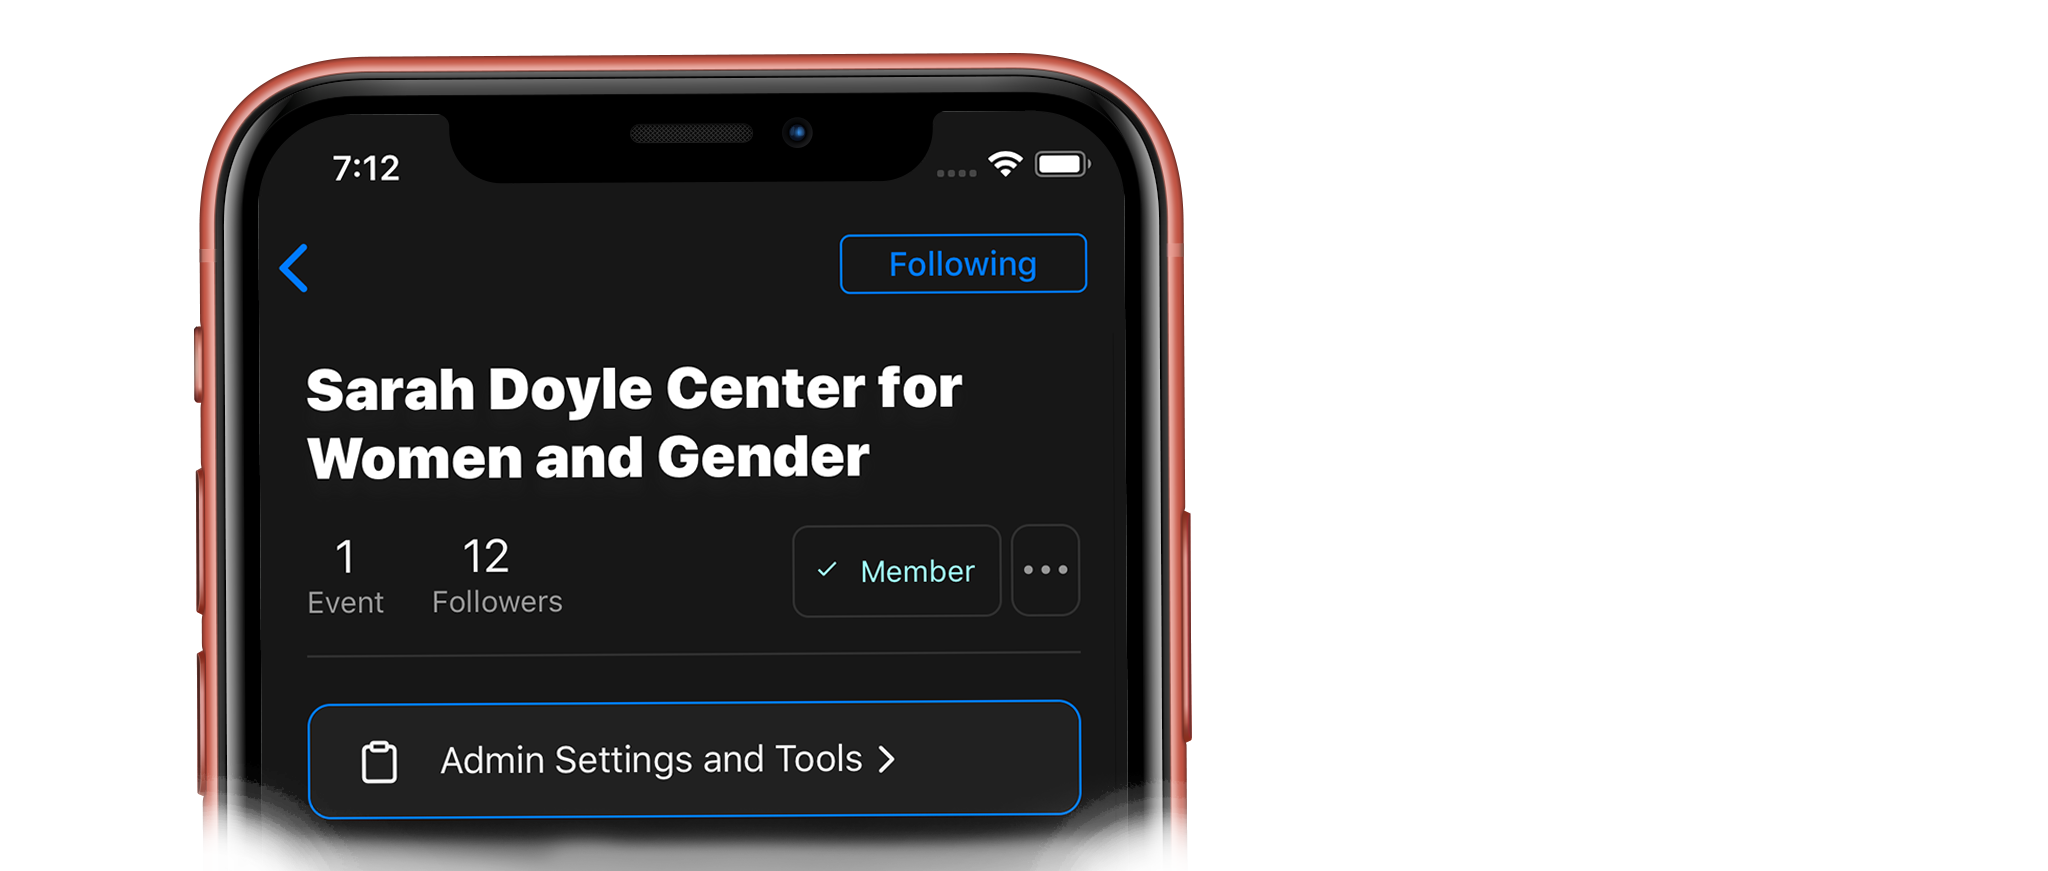 7:12
Following
Sarah Doyle Center for
Women and Gender
1
Event
12
Followers
Member
Admin Settings and Tools